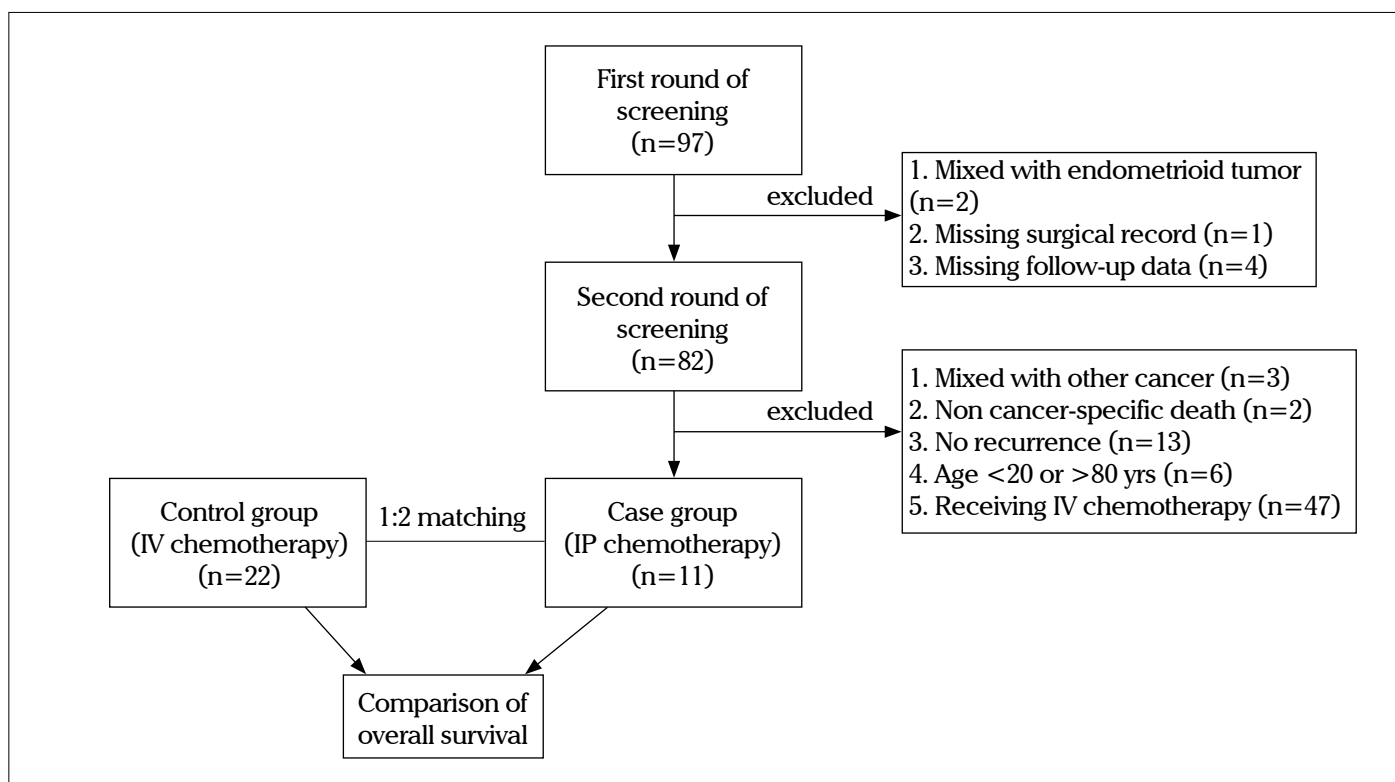 First round of
screening
(n=97)
excluded
1. Mixed with endometrioid tumor
(n=2)
2. Missing surgical record (n=1)
3. Missing follow-up data (n=4)
Second round of
screening
(n=82)
excluded
1. Mixed with other cancer (n=3)
2. Non cancer-specific death (n=2)
3. No recurrence (n=13)
4. Age <20 or >80 yrs (n=6)
5. Receiving IV chemotherapy (n=47)
Control group
(IV chemotherapy)
(n=22)
1:2 matching
Case group
(IP chemotherapy)
(n=11)
Comparison of
overall survival